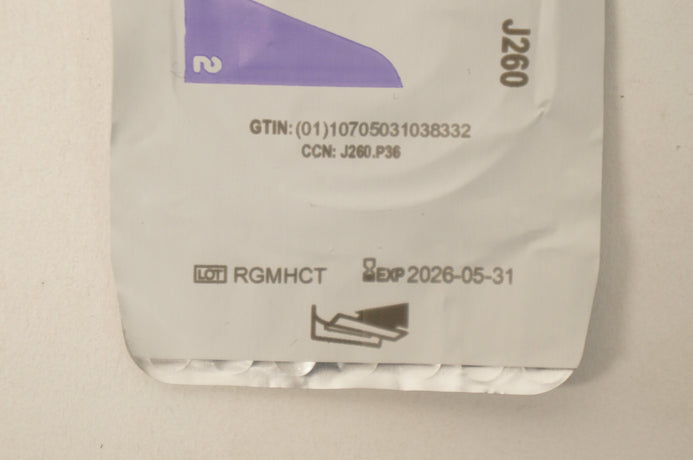 2
J260
GTIN: (01)10705031038332
CCN: J260.P36
LOT RGMHCT EXP 2026-05-31